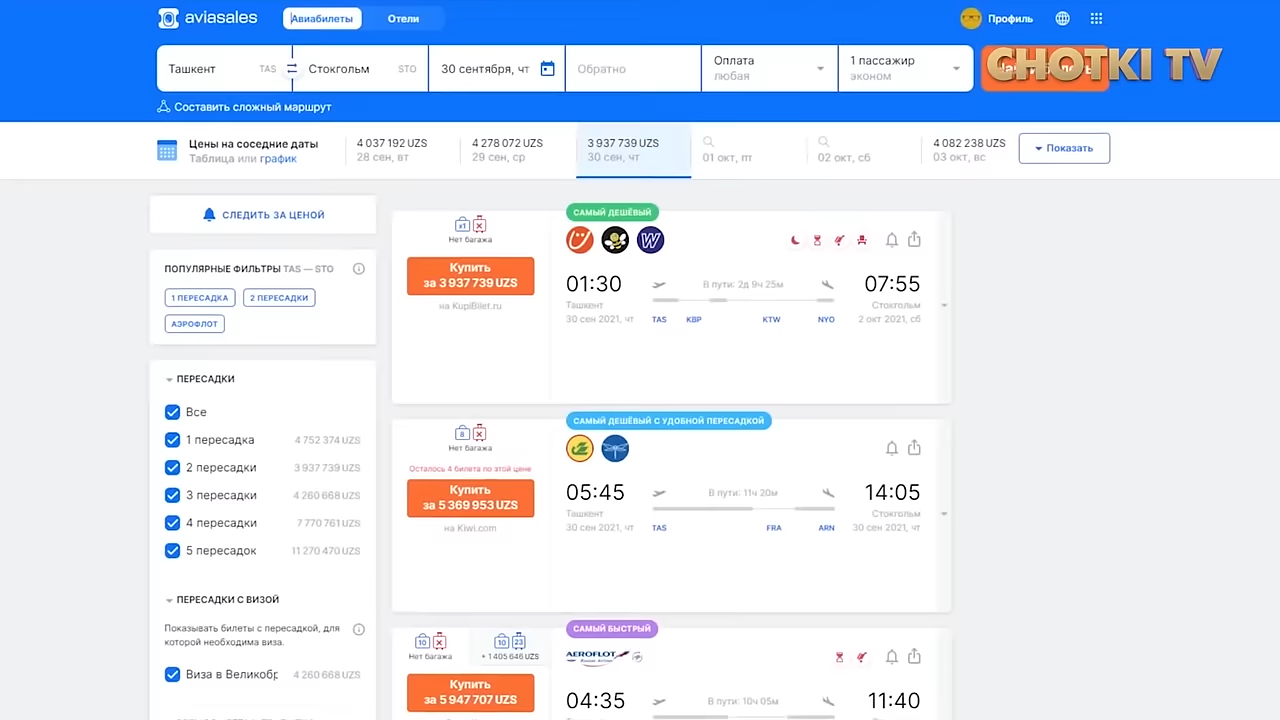 aviasales
Авиабилеты
Отели
Профиль
Ташкент TAS
Стокгольм STO
30 сентября, чт
Обратно
Оплата
любая
1 пассажир
эконом
CHOTKI TV
Составить сложный маршрут
Цены на соседние даты
Таблица или график
4 037 192 UZS
28 сен, вт
4 278 072 UZS
29 сен, ср
3 937 739 UZS
30 сен, чт
01 окт, пт
02 окт, сб
4 082 238 UZS
03 окт, вс
Показать
СЛЕДИТЬ ЗА ЦЕНОЙ
ПОПУЛЯРНЫЕ ФИЛЬТРЫ TAS — STO
1 ПЕРЕСАДКА
2 ПЕРЕСАДКИ
АЭРОФЛОТ
ПЕРЕСАДКИ
Все
1 пересадка 4 752 374 UZS
2 пересадки 3 937 739 UZS
3 пересадки 4 260 668 UZS
4 пересадки 7 770 761 UZS
5 пересадок 11 270 470 UZS
ПЕРЕСАДКИ С ВИЗОЙ
Показывать билеты с пересадкой, для
которой необходима виза.
Виза в Великобр 4 260 668 UZS
САМЫЙ ДЕШЁВЫЙ
x1
Нет багажа
Купить
за 3 937 739 UZS
на KupiBilet.ru
W
01:30
В пути: 2д 9ч 25м
07:55
Ташкент
Стокгольм
30 сен 2021, чт
TAS KBP KTW NYO
2 окт 2021, сб
САМЫЙ ДЕШЁВЫЙ С УДОБНОЙ ПЕРЕСАДКОЙ
8
Нет багажа
Осталось 4 билета по этой цене
Купить
за 5 369 953 UZS
на Kiwi.com
05:45
В пути: 11ч 20м
14:05
Ташкент
Стокгольм
30 сен 2021, чт
TAS FRA ARN
30 сен 2021, чт
САМЫЙ БЫСТРЫЙ
10
Нет багажа
10 23
+ 1 405 646 UZS
Купить
за 5 947 707 UZS
AEROFLOT
04:35
В пути: 10ч 05м
11:40